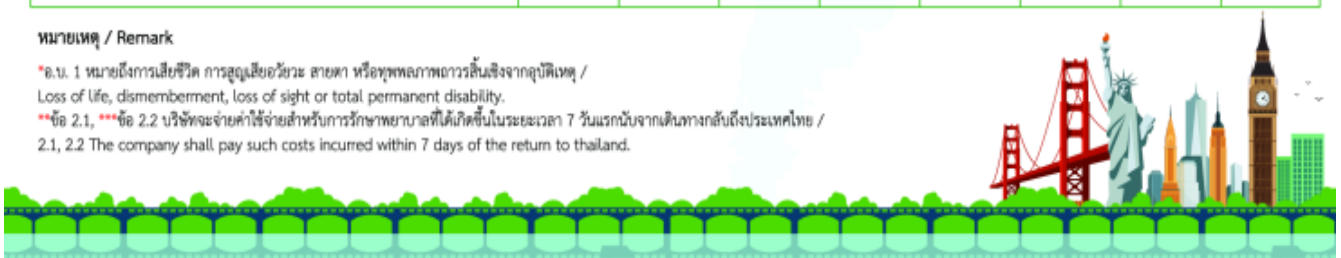 หมายเหตุ / Remark
*อ.บ. 1 หมายถึงการเสียชีวิต การสูญเสียอวัยวะ สายตา หรือทุพพลภาพถาวรสิ้นเชิงจากอุบัติเหตุ /
Loss of life, dismemberment, loss of sight or total permanent disability.
**ข้อ 2.1, ***ข้อ 2.2 บริษัทจะจ่ายค่าใช้จ่ายสำหรับการรักษาพยาบาลที่ได้เกิดขึ้นในระยะเวลา 7 วันแรกนับจากเดินทางกลับถึงประเทศไทย /
2.1, 2.2 The company shall pay such costs incurred within 7 days of the return to thailand.